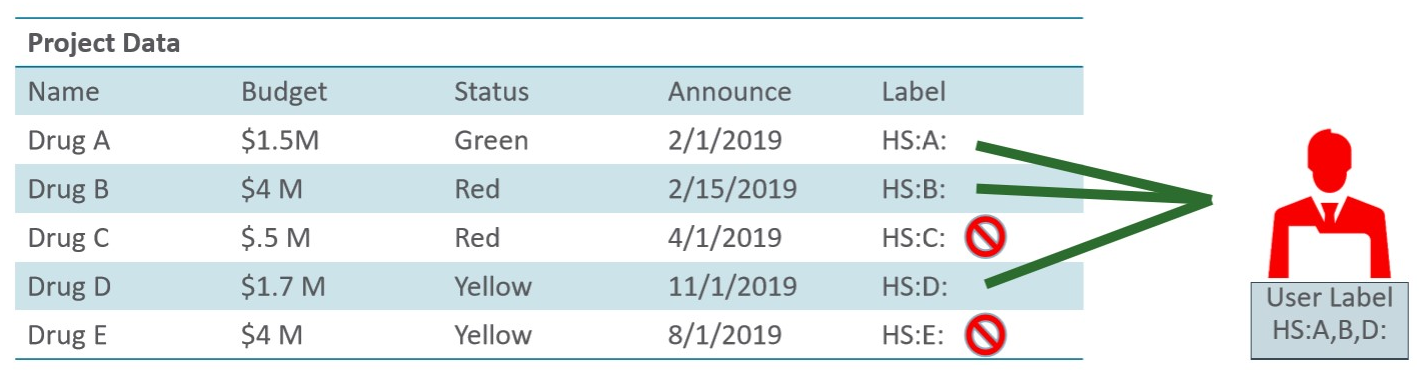 Project Data
Name Budget Status Announce Label
Drug A $1.5M Green 2/1/2019 HS:A:
Drug B $4 M Red 2/15/2019 HS:B:
Drug C $.5 M Red 4/1/2019 HS:C:
Drug D $1.7 M Yellow 11/1/2019 HS:D:
Drug E $4 M Yellow 8/1/2019 HS:E:
User Label
HS:A,B,D: